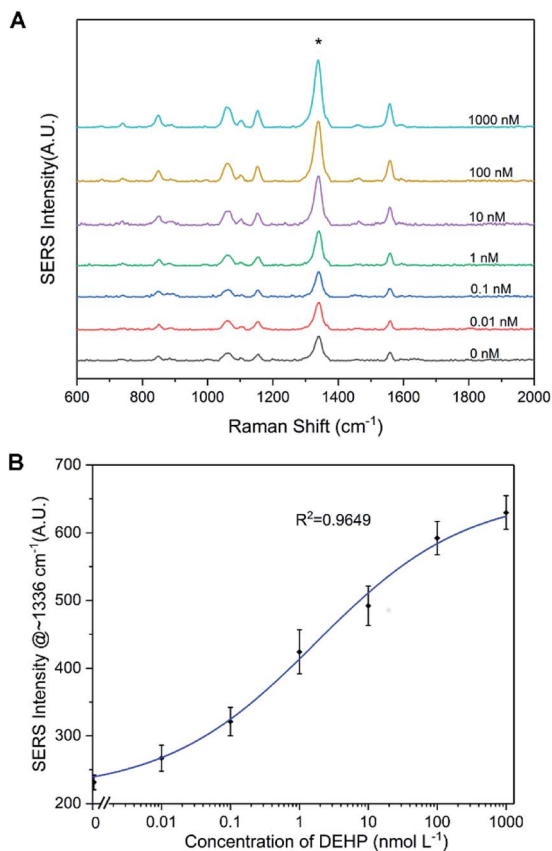 A
*
1000 nM
100 nM
10 nM
1 nM
0.1 nM
0.01 nM
0 nM
SERS Intensity(A.U.)
600 800 1000 1200 1400 1600 1800 2000
Raman Shift (cm⁻¹)
B
700
600
500
400
300
200
R²=0.9649
SERS Intensity @~1336 cm⁻¹(A.U.)
0 0.01 0.1 1 10 100 1000
Concentration of DEHP (nmol L⁻¹)